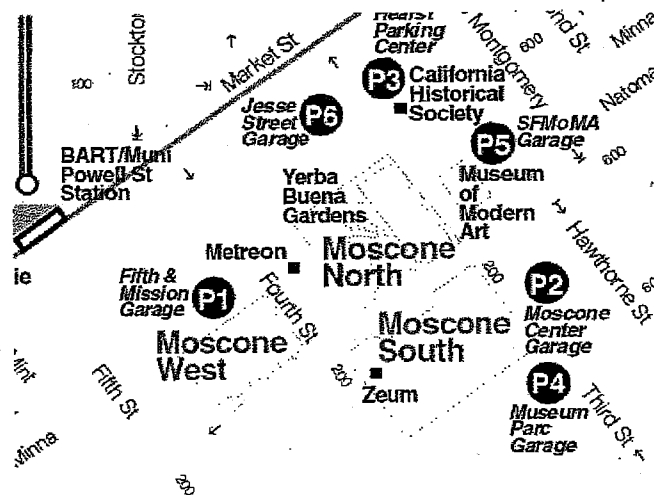 Hearst
Parking
Center
Stockton
Market St
Montgomery
600
2nd St
Minna
Natoma
P3
California
Historical
Society
Jesse
Street
Garage
P6
SFMoMA
Garage
P5
600
BART/Muni
Powell St
Station
Yerba
Buena
Gardens
Museum
of
Modern
Art
Hawthorne St
Metreon
Moscone
North
200
ie
Fifth &
Mission
Garage
P1
Fourth St
P2
Moscone
Center
Garage
Moscone
West
Moscone
South
200
Zeum
P4
Museum
Parc
Garage
Third St
Fifth St
Minna
200